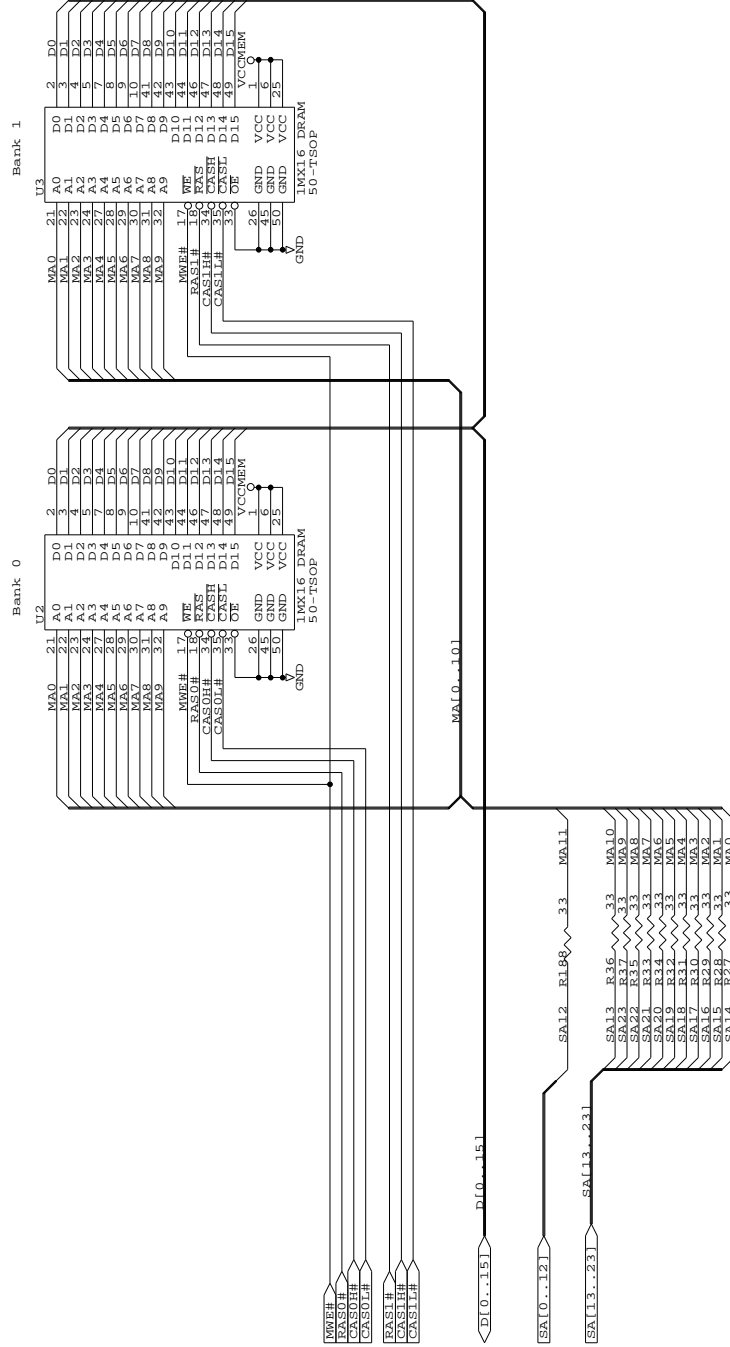 Bank 1
U3
MA0 21 A0 D0 2 D0
MA1 22 A1 D1 3 D1
MA2 23 A2 D2 4 D2
MA3 24 A3 D3 5 D3
MA4 27 A4 D4 7 D4
MA5 28 A5 D5 8 D5
MA6 29 A6 D6 9 D6
MA7 30 A7 D7 10 D7
MA8 31 A8 D8 41 D8
MA9 32 A9 D9 42 D9
D10 43 D10
MWE# 17 WE D11 44 D11
RAS1# 18 RAS D12 46 D12
CAS1H# 34 CASH D13 47 D13
CAS1L# 35 CASL D14 48 D14
33 OE D15 49 D15
VCCMEM
26 GND VCC 1
45 GND VCC 6
50 GND VCC 25
GND
1MX16 DRAM
50-TSOP
Bank 0
U2
MA0 21 A0 D0 2 D0
MA1 22 A1 D1 3 D1
MA2 23 A2 D2 4 D2
MA3 24 A3 D3 5 D3
MA4 27 A4 D4 7 D4
MA5 28 A5 D5 8 D5
MA6 29 A6 D6 9 D6
MA7 30 A7 D7 10 D7
MA8 31 A8 D8 41 D8
MA9 32 A9 D9 42 D9
D10 43 D10
MWE# 17 WE D11 44 D11
RAS0# 18 RAS D12 46 D12
CAS0H# 34 CASH D13 47 D13
CAS0L# 35 CASL D14 48 D14
33 OE D15 49 D15
VCCMEM
26 GND VCC 1
45 GND VCC 6
50 GND VCC 25
GND
1MX16 DRAM
50-TSOP
MA[0..10]
MWE#
RAS0#
CAS0H#
CAS0L#
RAS1#
CAS1H#
CAS1L#
D[0..15] D[0..15]
SA[0..12]
SA12 R188 33 MA11
SA[13..23] SA[13..23]
SA13 R36 33 MA10
SA23 R37 33 MA9
SA22 R35 33 MA8
SA21 R33 33 MA7
SA20 R34 33 MA6
SA19 R32 33 MA5
SA18 R31 33 MA4
SA17 R30 33 MA3
SA16 R29 33 MA2
SA15 R28 33 MA1
SA14 R27 33 MA0